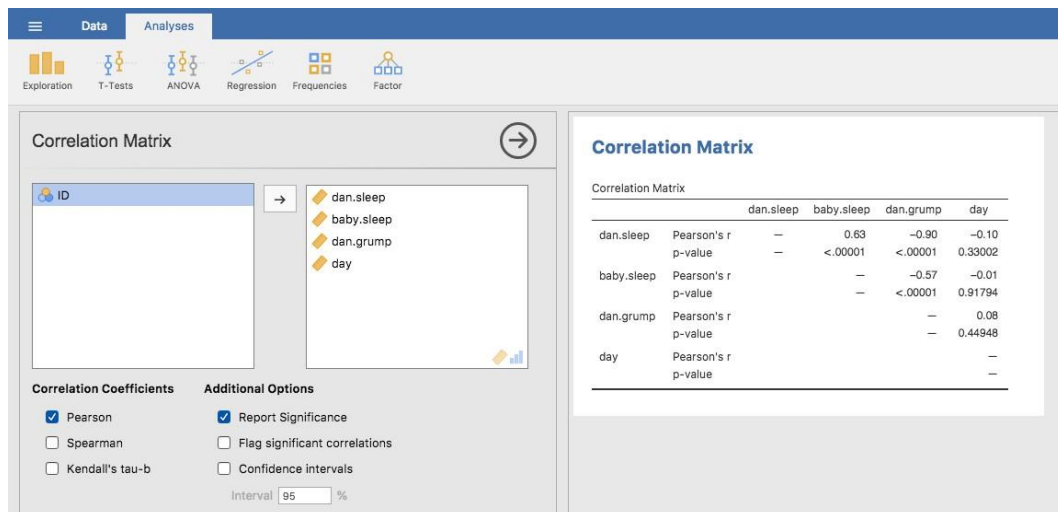 Data Analyses
Exploration T-Tests ANOVA Regression Frequencies Factor
Correlation Matrix
ID
dan.sleep
baby.sleep
dan.grump
day
Correlation Coefficients Additional Options
Pearson Report Significance
Spearman Flag significant correlations
Kendall's tau-b Confidence intervals
Interval 95 %
Correlation Matrix
Correlation Matrix
dan.sleep baby.sleep dan.grump day
dan.sleep Pearson's r — 0.63 −0.90 −0.10
p-value — <.00001 <.00001 0.33002
baby.sleep Pearson's r — −0.57 −0.01
p-value — <.00001 0.91794
dan.grump Pearson's r — 0.08
p-value — 0.44948
day Pearson's r —
p-value —